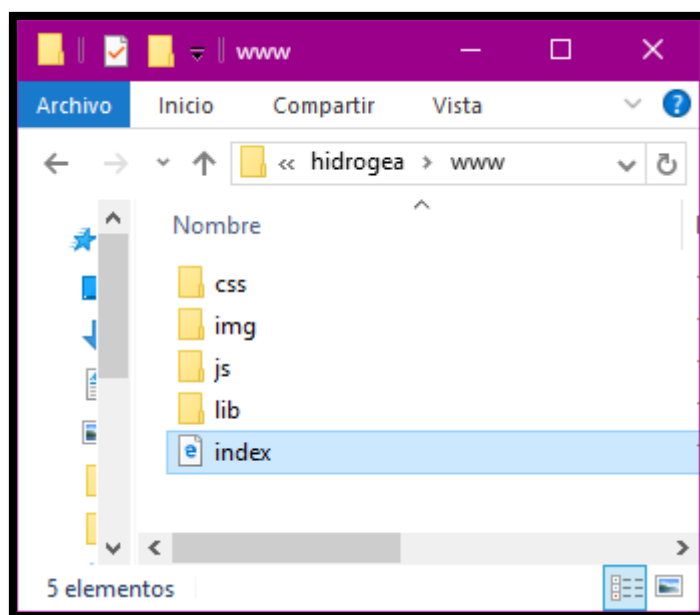 www
Archivo Inicio Compartir Vista ?
« hidrogea > www
Nombre
css
img
js
lib
index
5 elementos